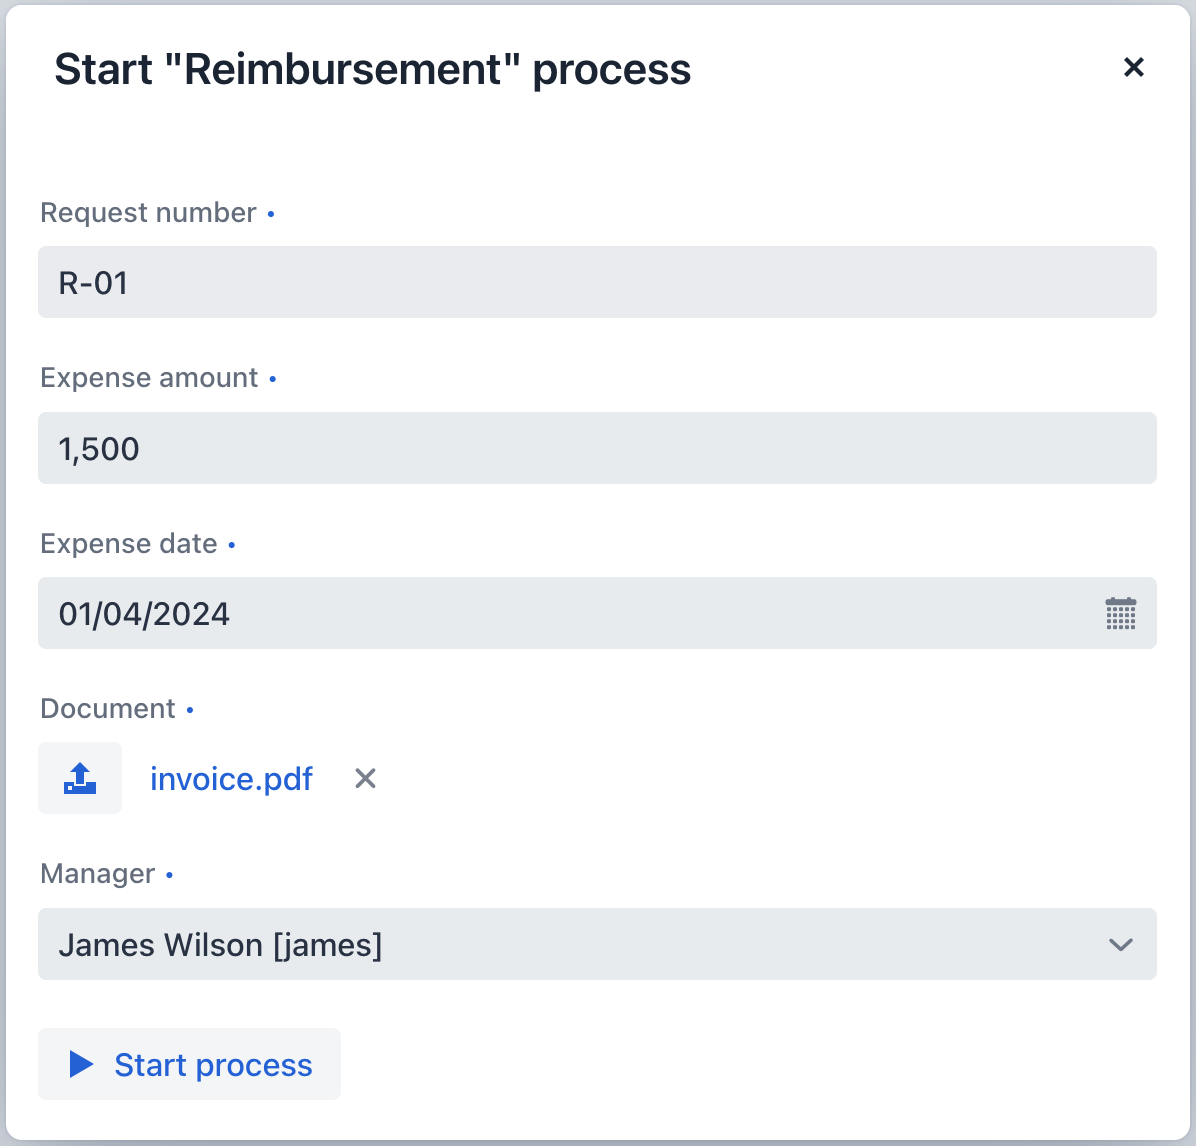 Start "Reimbursement" process
Request number •
R-01
Expense amount •
1,500
Expense date •
01/04/2024
Document •
invoice.pdf
Manager •
James Wilson [james]
Start process